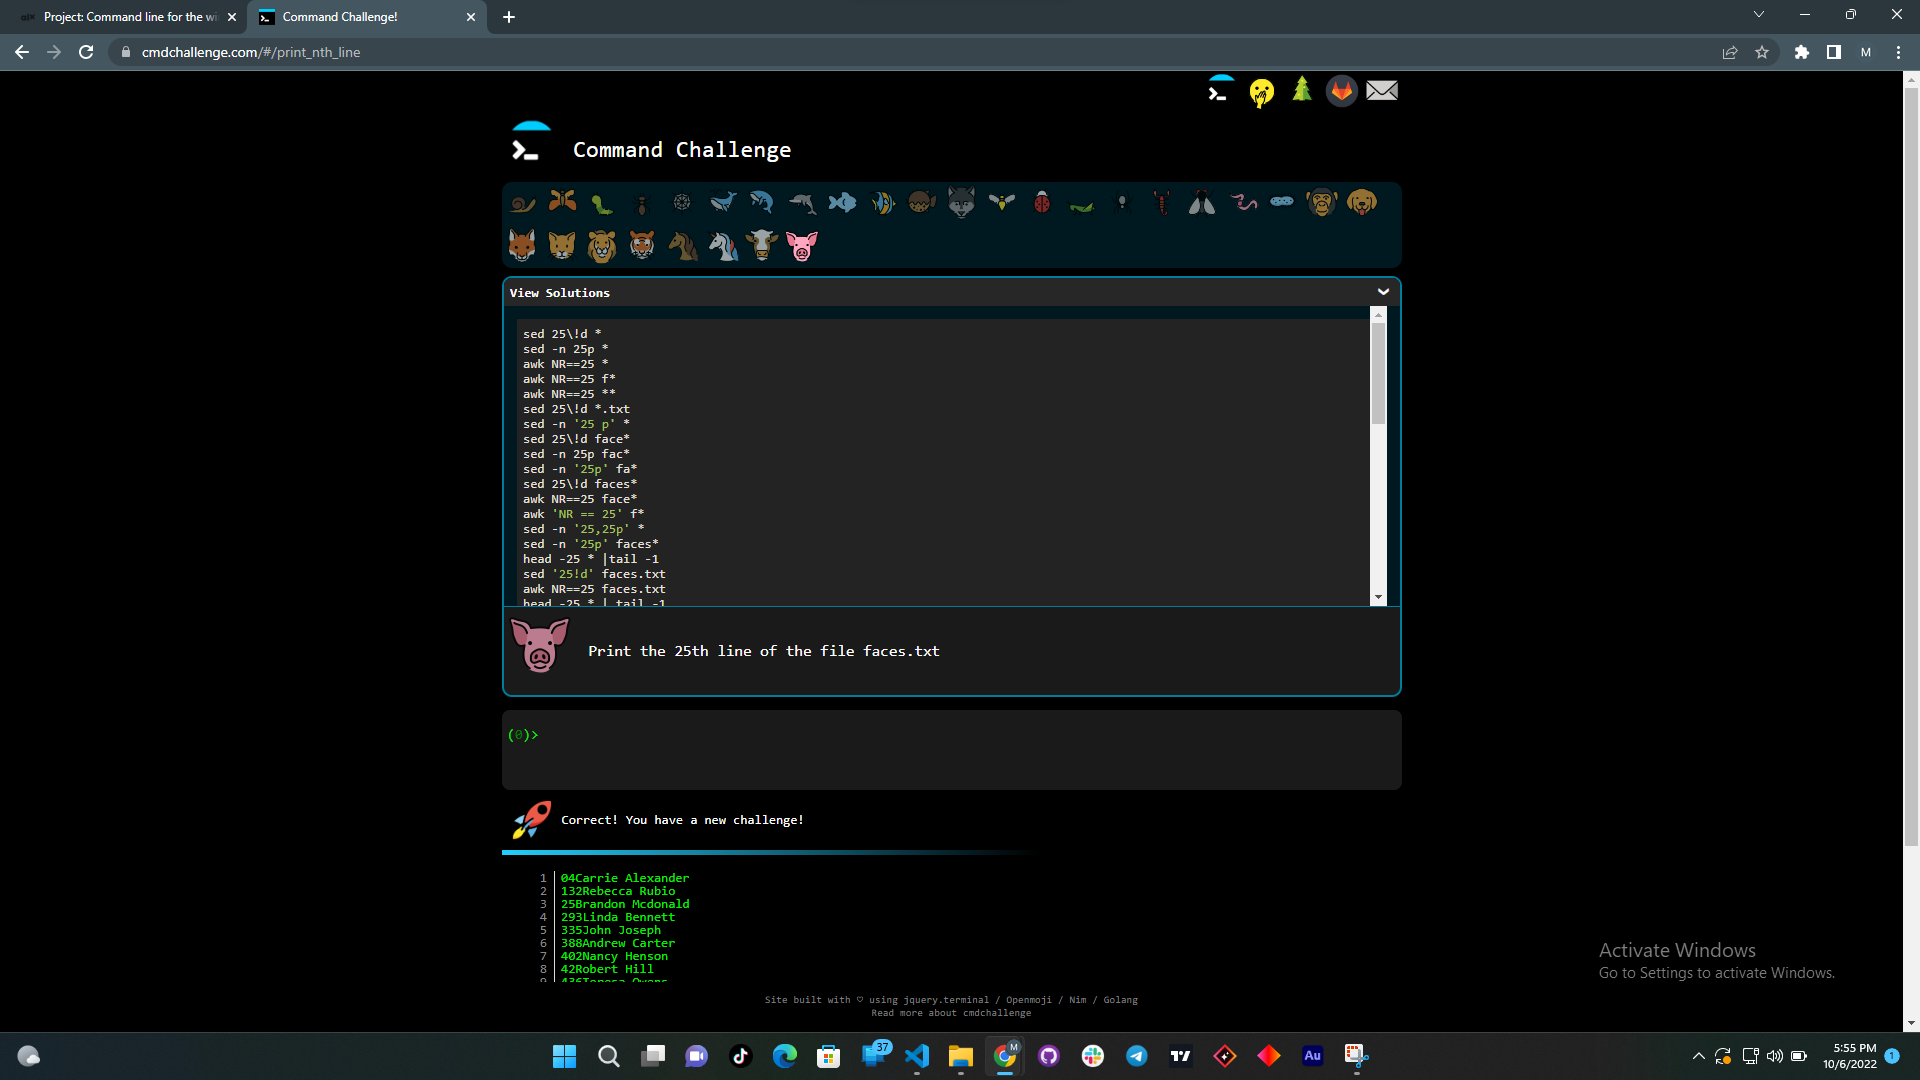 Project: Command line for the wi
Command Challenge!
cmdchallenge.com/#/print_nth_line
M
Command Challenge
View Solutions
sed 25\!d *
sed -n 25p *
awk NR==25 *
awk NR==25 f*
awk NR==25 **
sed 25\!d *.txt
sed -n '25 p' *
sed 25\!d face*
sed -n 25p fac*
sed -n '25p' fa*
sed 25\!d faces*
awk NR==25 face*
awk 'NR == 25' f*
sed -n '25,25p' *
sed -n '25p' faces*
head -25 * |tail -1
sed '25!d' faces.txt
awk NR==25 faces.txt
head -25 * | tail -1
Print the 25th line of the file faces.txt
(0)>
Correct! You have a new challenge!
1 04Carrie Alexander
2 132Rebecca Rubio
3 25Brandon Mcdonald
4 293Linda Bennett
5 335John Joseph
6 388Andrew Carter
7 402Nancy Henson
8 42Robert Hill
9 436Teresa Owens
Activate Windows
Go to Settings to activate Windows.
Site built with ♡ using jquery.terminal / Openmoji / Nim / Golang
Read more about cmdchallenge
37
M
Au
5:55 PM
10/6/2022
1